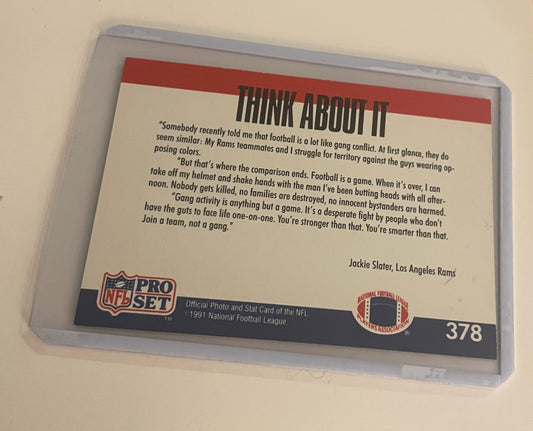 THINK ABOUT IT
"Somebody recently told me that football is a lot like gang conflict. At first glance, they do
seem similar: My Rams teammates and I struggle for territory against the guys wearing op-
posing colors.
"But that's where the comparison ends. Football is a game. When it's over, I can
take off my helmet and shake hands with the man I've been butting heads with all after-
noon. Nobody gets killed, no families are destroyed, no innocent bystanders are harmed.
"Gang activity is anything but a game. It's a desperate fight by people who don't
have the guts to face life one-on-one. You're stronger than that. You're smarter than that.
Join a team, not a gang."
Jackie Slater, Los Angeles Rams
NFL
PRO
SET
™
Official Photo and Stat Card of the NFL
©1991 National Football League
NATIONAL FOOTBALL LEAGUE
PLAYERS ASSOCIATION
®
378